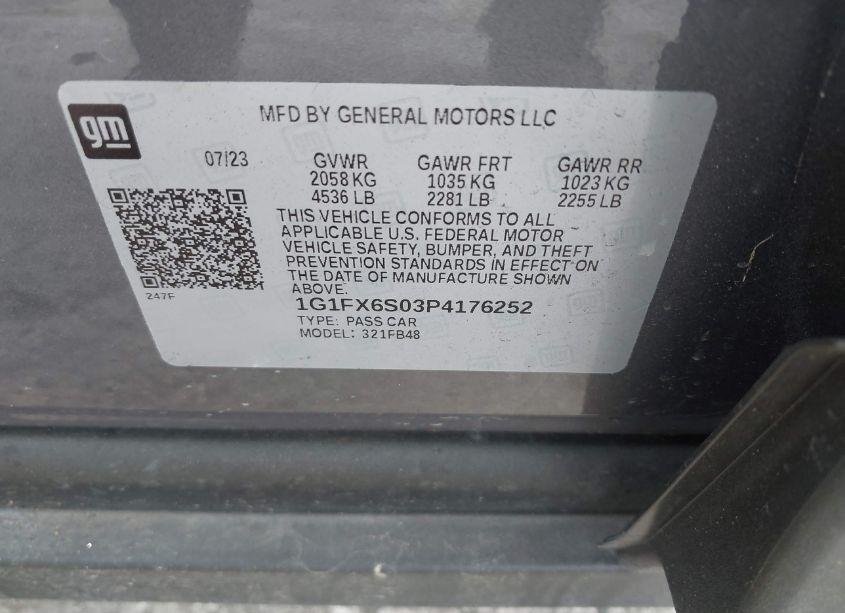 gm
MFD BY GENERAL MOTORS LLC
07/23 GVWR GAWR FRT GAWR RR
2058 KG 1035 KG 1023 KG
4536 LB 2281 LB 2255 LB
THIS VEHICLE CONFORMS TO ALL
APPLICABLE U.S. FEDERAL MOTOR
VEHICLE SAFETY, BUMPER, AND THEFT
PREVENTION STANDARDS IN EFFECT ON
THE DATE OF MANUFACTURE SHOWN
ABOVE.
247F
1G1FX6S03P4176252
TYPE: PASS CAR
MODEL: 321FB48